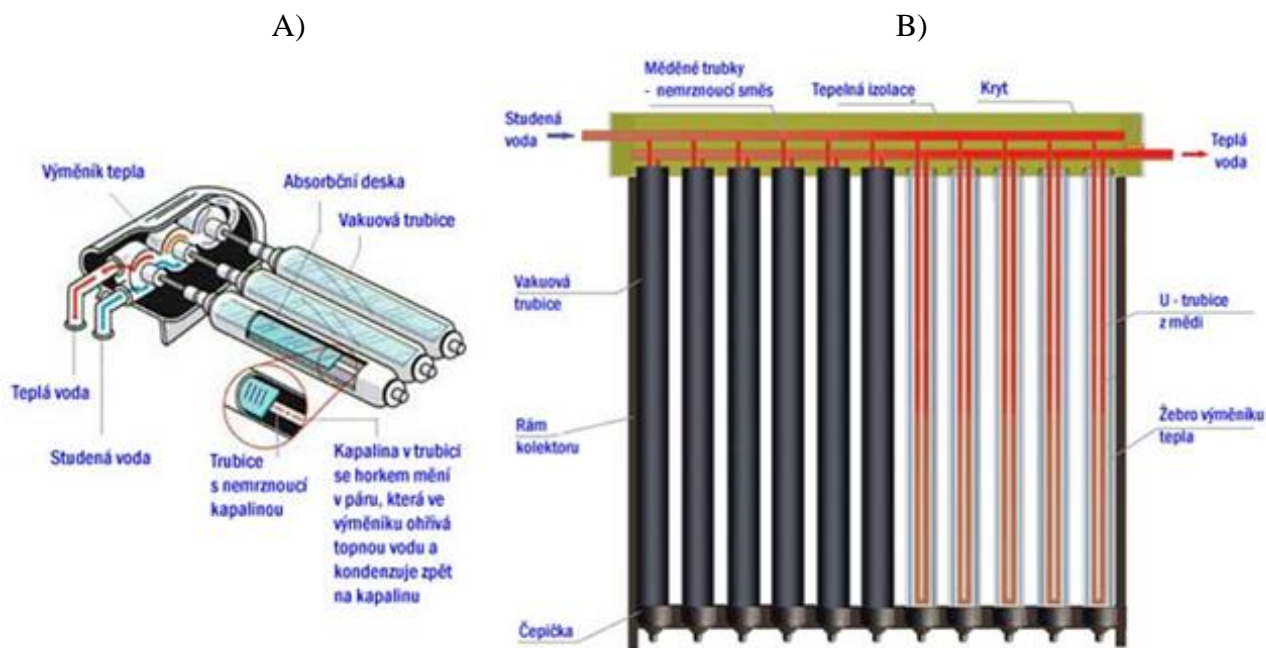 A)
B)
Výměník tepla
Absorbční deska
Vakuová trubice
Teplá voda
Studená voda
Trubice
s nemrznoucí
kapalinou
Kapalina v trubici
se horkem mění
v páru, která ve
výměníku ohřívá
topnou vodu a
kondenzuje zpět
na kapalinu
Měděné trubky
- nemrznoucí směs
Tepelná izolace
Kryt
Studená
voda
Teplá
voda
Vakuová
trubice
U - trubice
z mědi
Rám
kolektoru
Žebro výměníku
tepla
Čepička